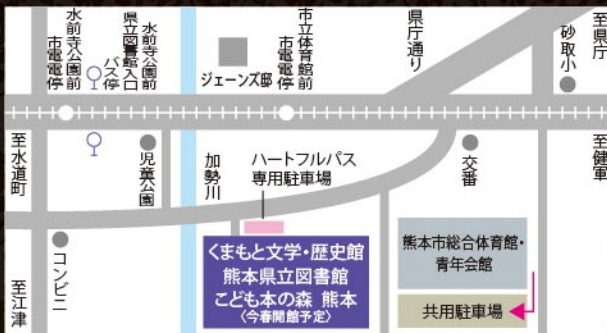 水前寺公園前
市電電停
水前寺公園前
県立図書館入口
バス停
ジェーンズ邸
市立体育館前
市電電停
県庁通り
砂取小
至県庁
至水道町
児童公園
加勢川
ハートフルパス
専用駐車場
交番
至健軍
コンビニ
至江津
くまもと文学・歴史館
熊本県立図書館
こども本の森 熊本
〈今春開館予定〉
熊本市総合体育館・
青年会館
共用駐車場